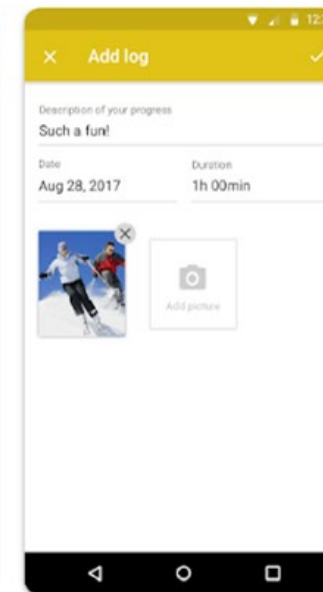 Add log
Description of your progress
Such a fun!
Date Duration
Aug 28, 2017 1h 00min
Add picture